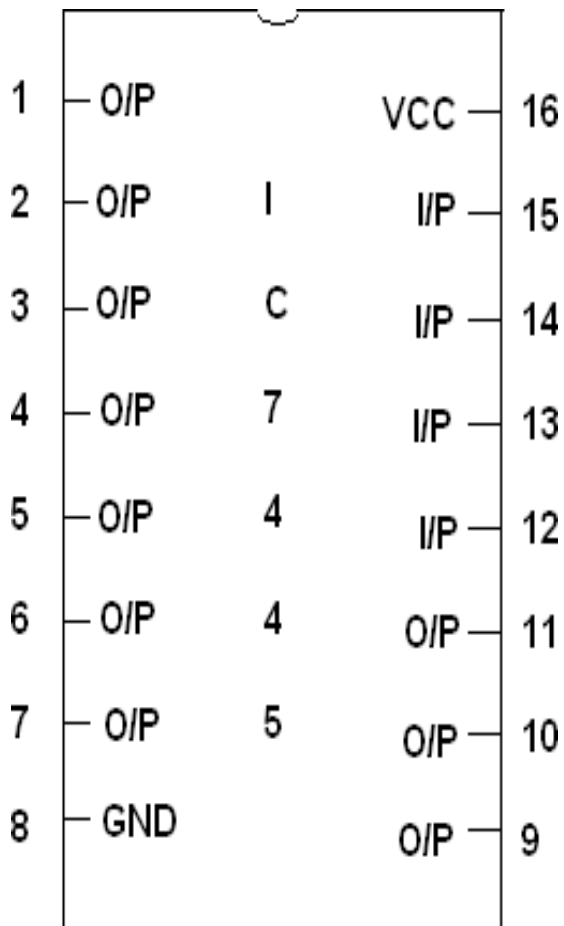 1 O/P VCC 16
2 O/P I I/P 15
3 O/P C I/P 14
4 O/P 7 I/P 13
5 O/P 4 I/P 12
6 O/P 4 O/P 11
7 O/P 5 O/P 10
8 GND O/P 9